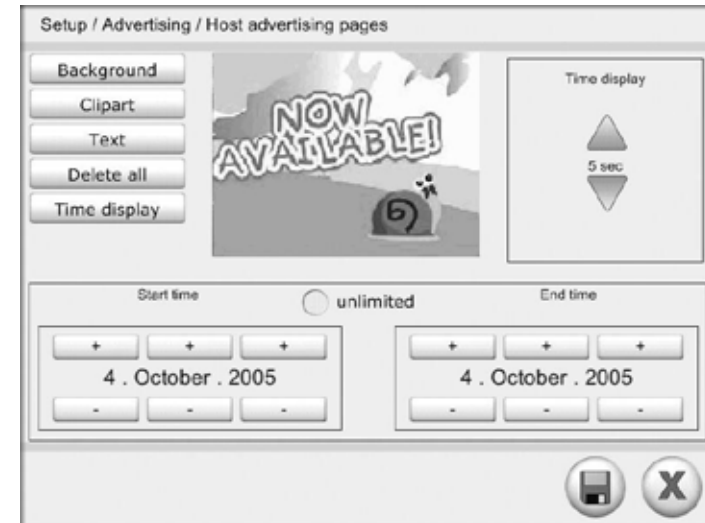 Setup / Advertising / Host advertising pages
Background
Clipart
Text
Delete all
Time display
NOW
AVAILABLE!
Time display
5 sec
Start time
unlimited
End time
+ + +
+ + +
4 . October . 2005
4 . October . 2005
- - -
- - -
X